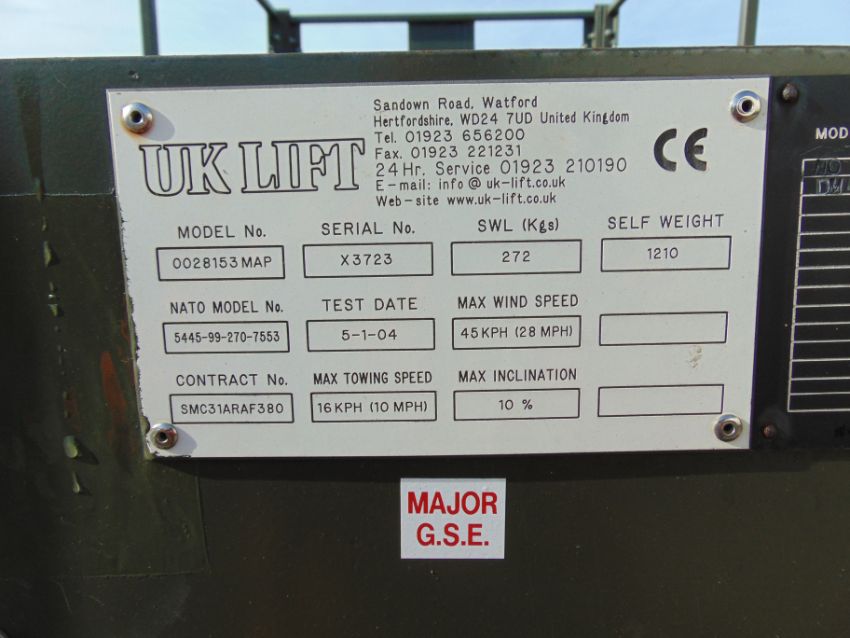 UK LIFT
Sandown Road, Watford
Hertfordshire, WD24 7UD United Kingdom
Tel. 01923 656200
Fax. 01923 221231
24 Hr. Service 01923 210190
E-mail: info @ uk-lift.co.uk
Web-site www.uk-lift.co.uk
CE
MODEL No. SERIAL No. SWL (Kgs) SELF WEIGHT
0028153MAP X3723 272 1210
NATO MODEL No. TEST DATE MAX WIND SPEED
5445-99-270-7553 5-1-04 45KPH (28 MPH)
CONTRACT No. MAX TOWING SPEED MAX INCLINATION
SMC31ARAF380 16KPH (10 MPH) 10 %
MOD
MAJOR
G.S.E.